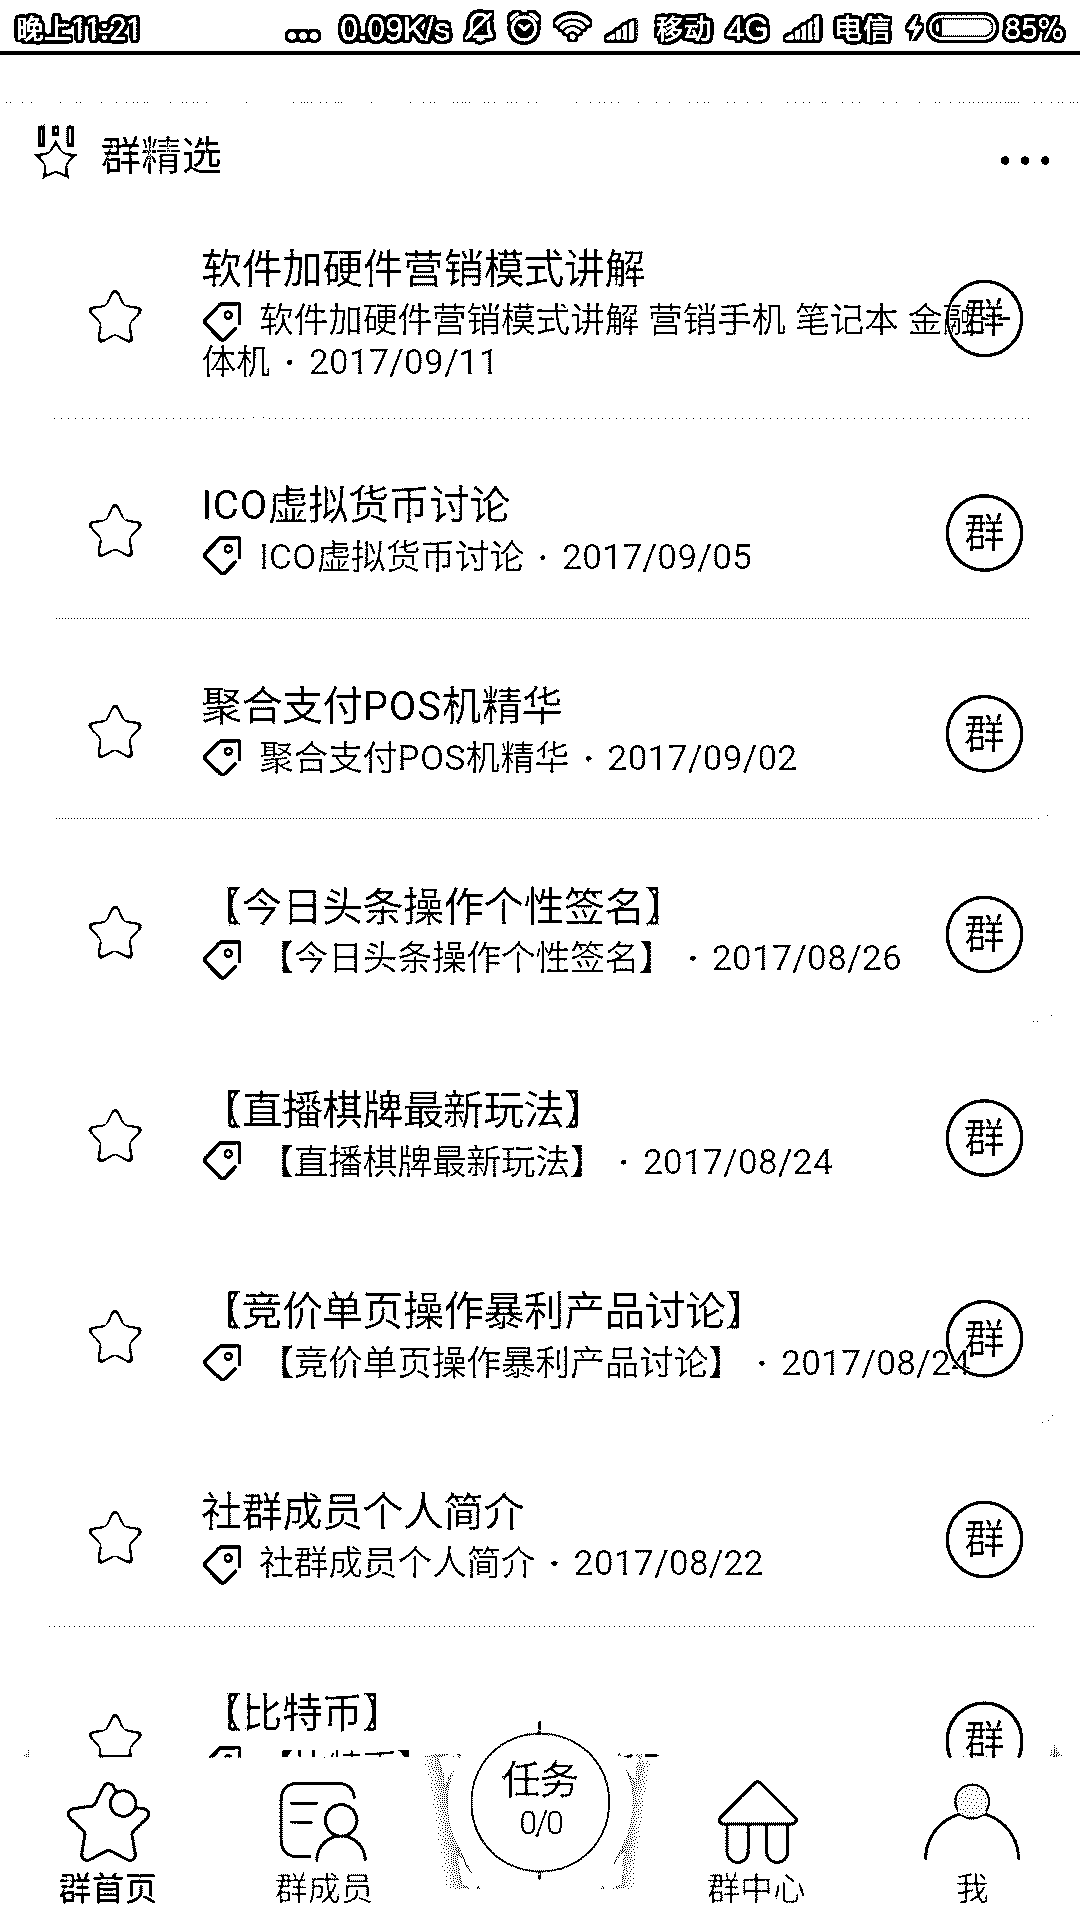 晚上11:21 ... 0.09K/s 移动 4G 电信 85%
群精选
软件加硬件营销模式讲解
软件加硬件营销模式讲解 营销手机 笔记本 金融一 群
体机 · 2017/09/11
ICO虚拟货币讨论
ICO虚拟货币讨论 · 2017/09/05 群
聚合支付POS机精华
聚合支付POS机精华 · 2017/09/02 群
【今日头条操作个性签名】
【今日头条操作个性签名】 · 2017/08/26 群
【直播棋牌最新玩法】
【直播棋牌最新玩法】 · 2017/08/24 群
【竞价单页操作暴利产品讨论】
【竞价单页操作暴利产品讨论】 · 2017/08/24 群
社群成员个人简介
社群成员个人简介 · 2017/08/22 群
【比特币】 群
任务
0/0
群首页 群成员 群中心 我